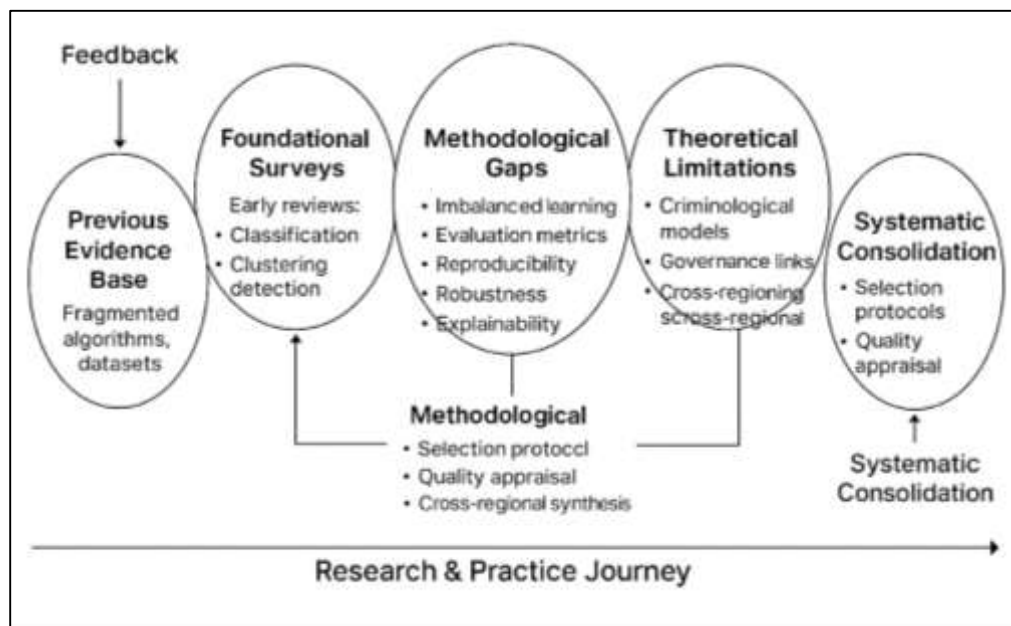 Feedback
Previous
Evidence
Base
Fragmented
algorithms,
datasets
Foundational
Surveys
Early reviews:
• Classification
• Clustering
detection
Methodological
Gaps
• Imbalanced learning
• Evaluation metrics
• Reproducibility
• Robustness
• Explainability
Theoretical
Limitations
• Criminological
models
• Governance links
• Cross-regioning
scross-regional
Systematic
Consolidation
• Selection
protocols
• Quality
appraisal
Methodological
• Selection protoccl
• Quality appraisal
• Cross-regional synthesis
Systematic
Consolidation
Research & Practice Journey